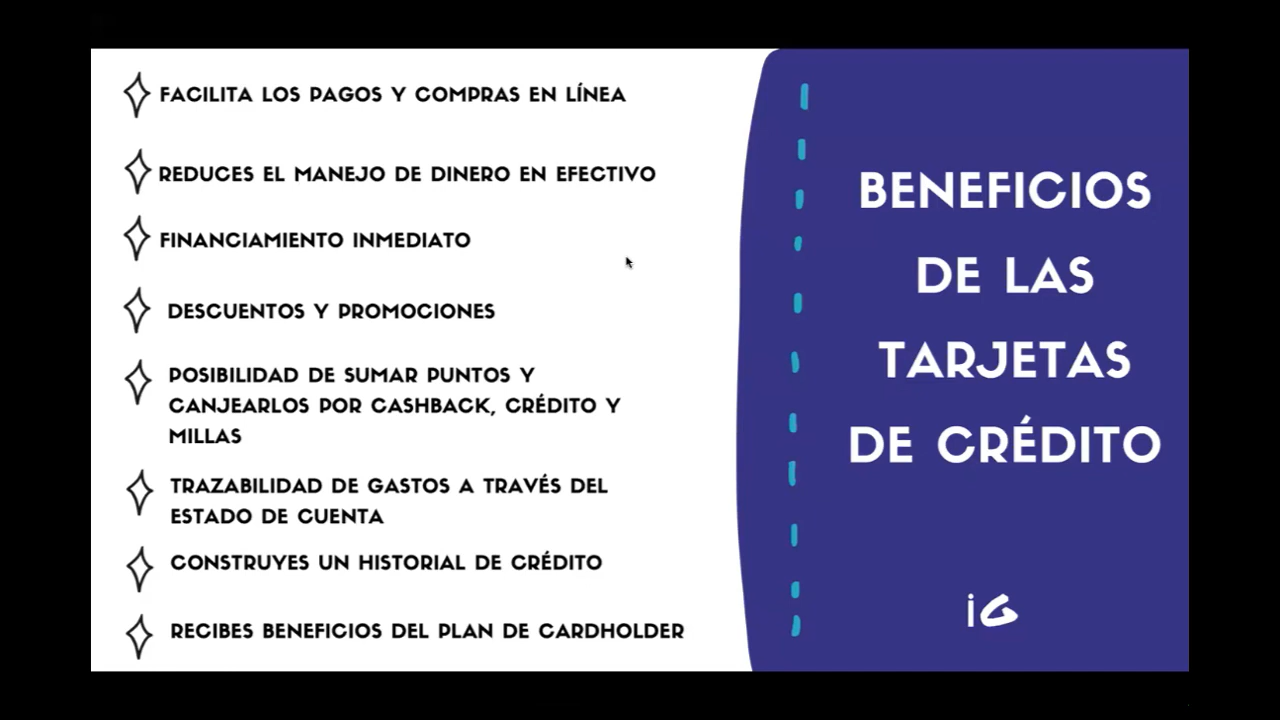 FACILITA LOS PAGOS Y COMPRAS EN LÍNEA
REDUCES EL MANEJO DE DINERO EN EFECTIVO
FINANCIAMIENTO INMEDIATO
DESCUENTOS Y PROMOCIONES
POSIBILIDAD DE SUMAR PUNTOS Y
CANJEARLOS POR CASHBACK, CRÉDITO Y
MILLAS
TRAZABILIDAD DE GASTOS A TRAVÉS DEL
ESTADO DE CUENTA
CONSTRUYES UN HISTORIAL DE CRÉDITO
RECIBES BENEFICIOS DEL PLAN DE CARDHOLDER
BENEFICIOS
DE LAS
TARJETAS
DE CRÉDITO
iG